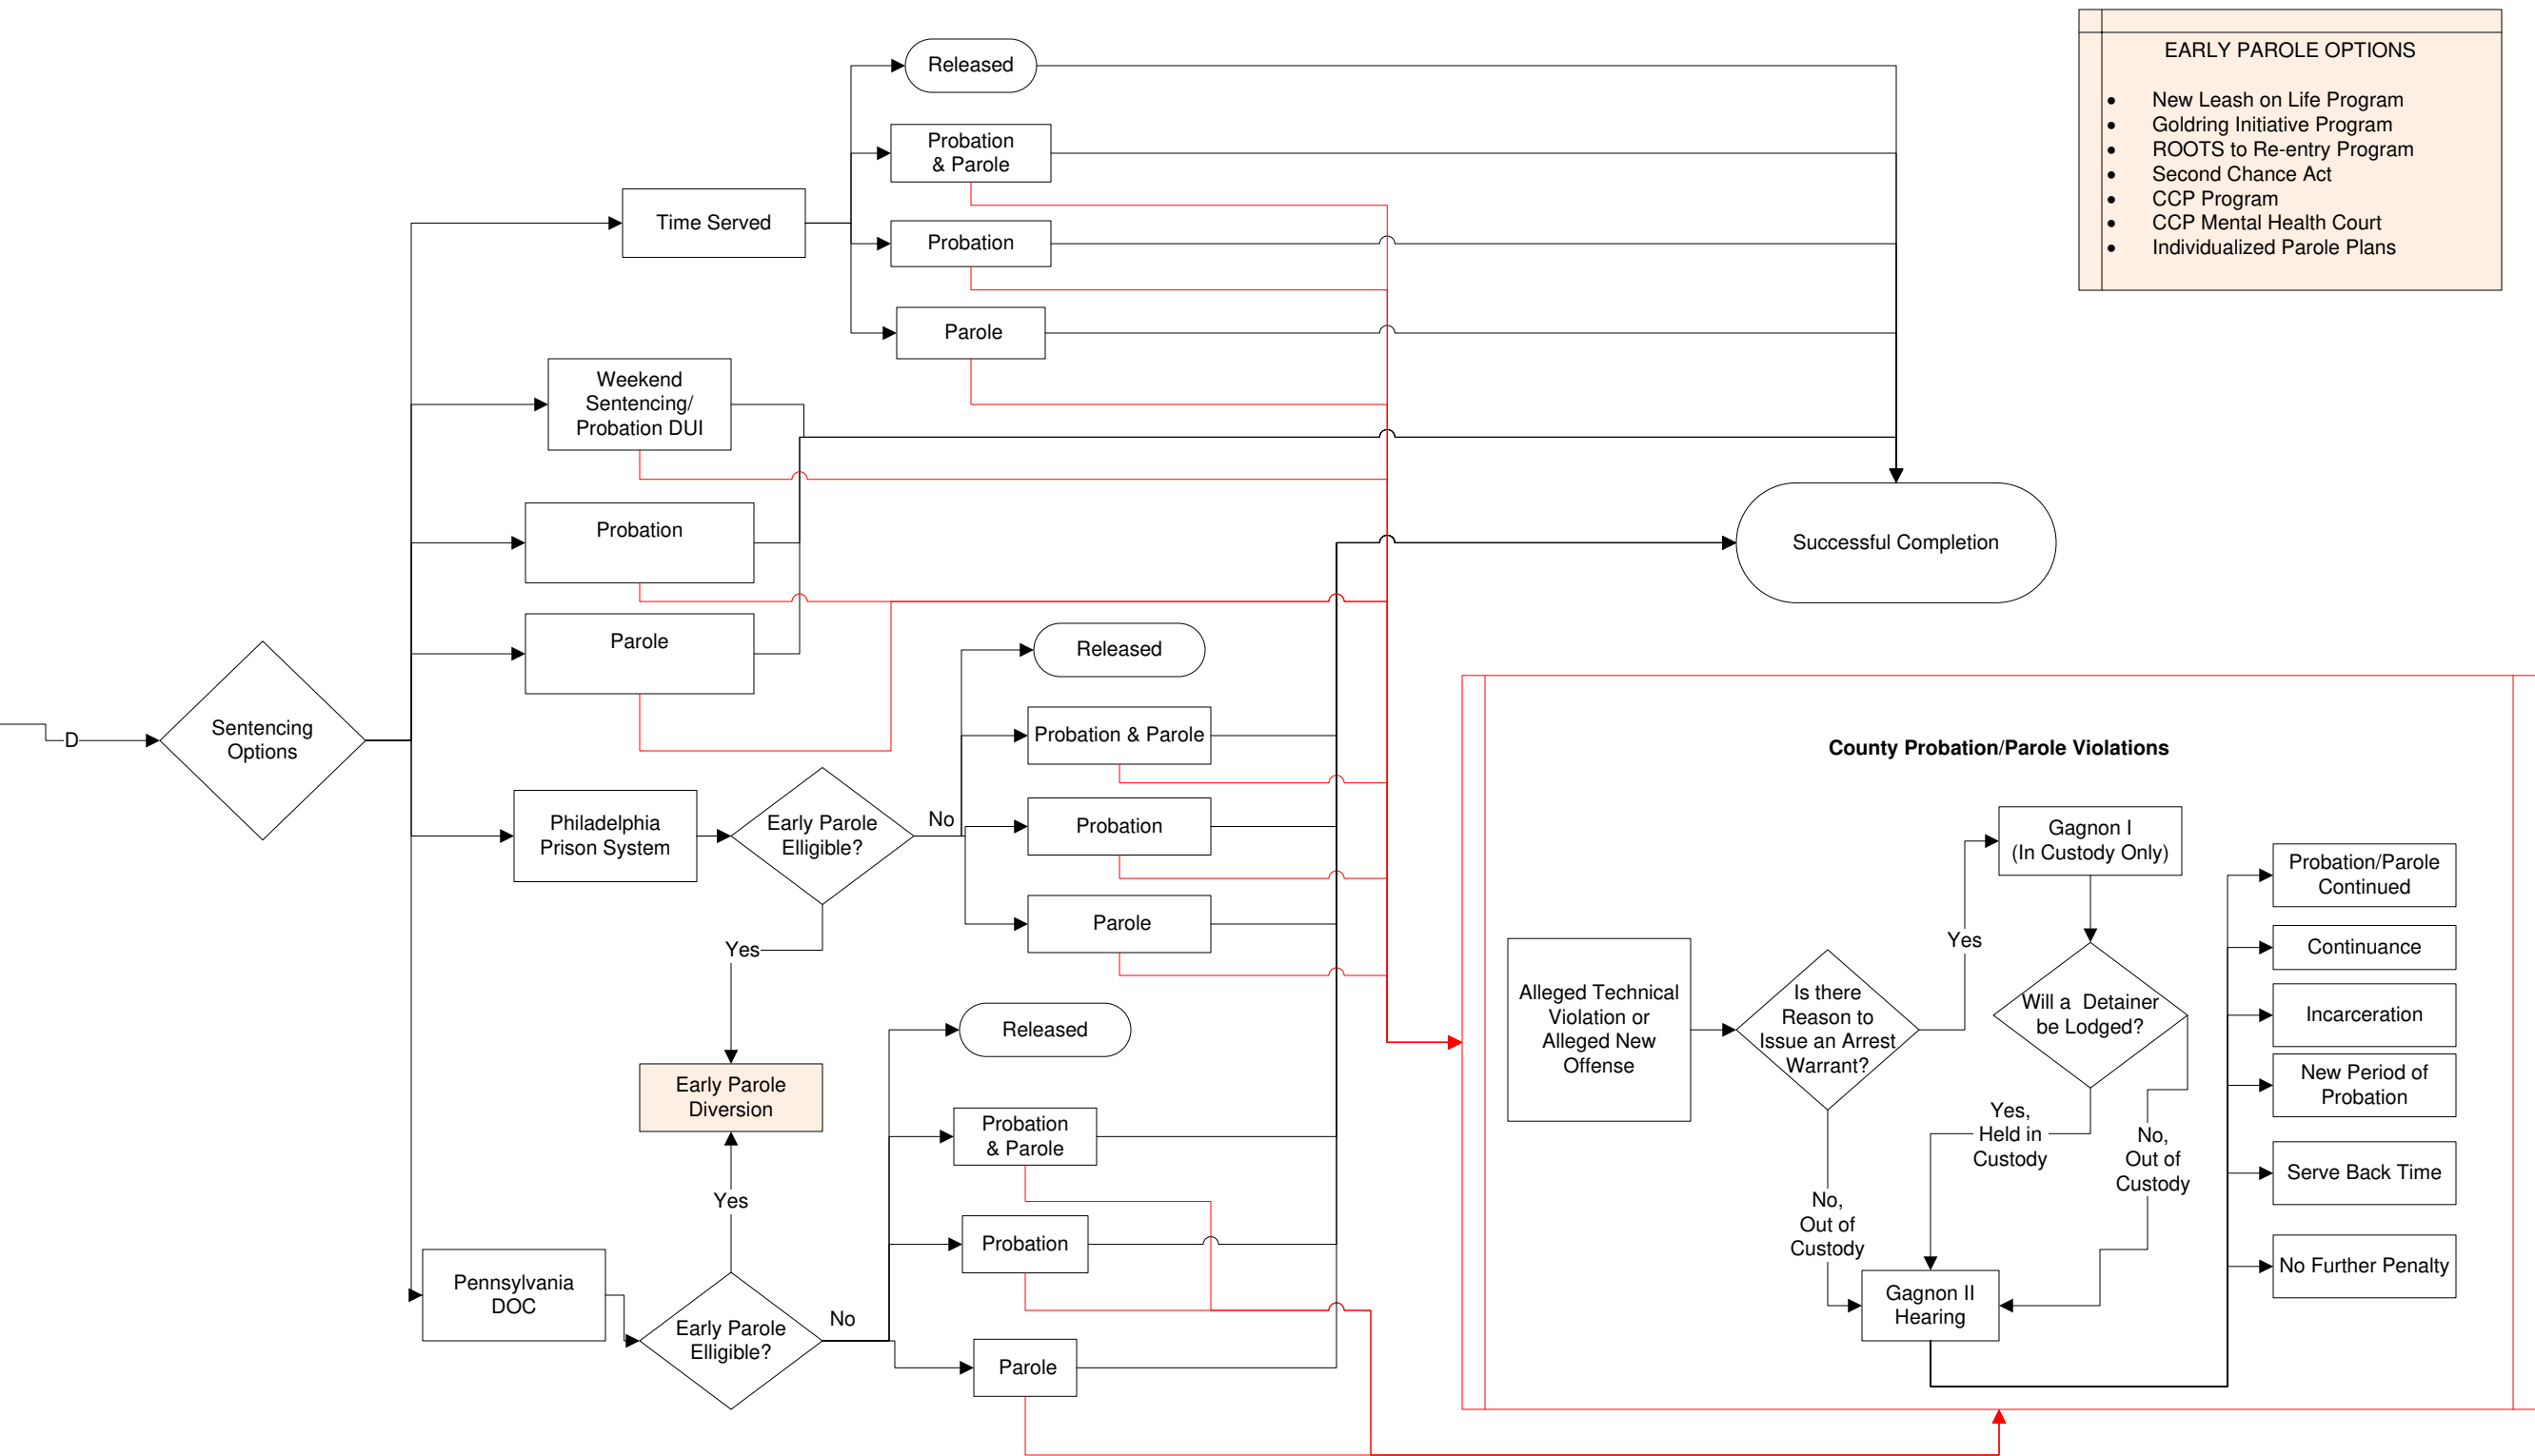 Released
EARLY PAROLE OPTIONS
• New Leash on Life Program
• Goldring Initiative Program
• ROOTS to Re-entry Program
• Second Chance Act
• CCP Program
• CCP Mental Health Court
• Individualized Parole Plans
Probation
& Parole
Time Served
Probation
Parole
Weekend
Sentencing/
Probation DUI
Probation
Successful Completion
Parole
Released
D
Sentencing
Options
Probation & Parole
Philadelphia
Prison System
Early Parole
Elligible?
No
Probation
Parole
Yes
Released
Early Parole
Diversion
Probation
& Parole
Yes
Probation
Pennsylvania
DOC
Early Parole
Elligible?
No
Parole
County Probation/Parole Violations
Gagnon I
(In Custody Only)
Yes
Alleged Technical
Violation or
Alleged New
Offense
Is there
Reason to
Issue an Arrest
Warrant?
Will a  Detainer
be Lodged?
Yes,
Held in
Custody
No,
Out of
Custody
No,
Out of
Custody
Gagnon II
Hearing
Probation/Parole
Continued
Continuance
Incarceration
New Period of
Probation
Serve Back Time
No Further Penalty